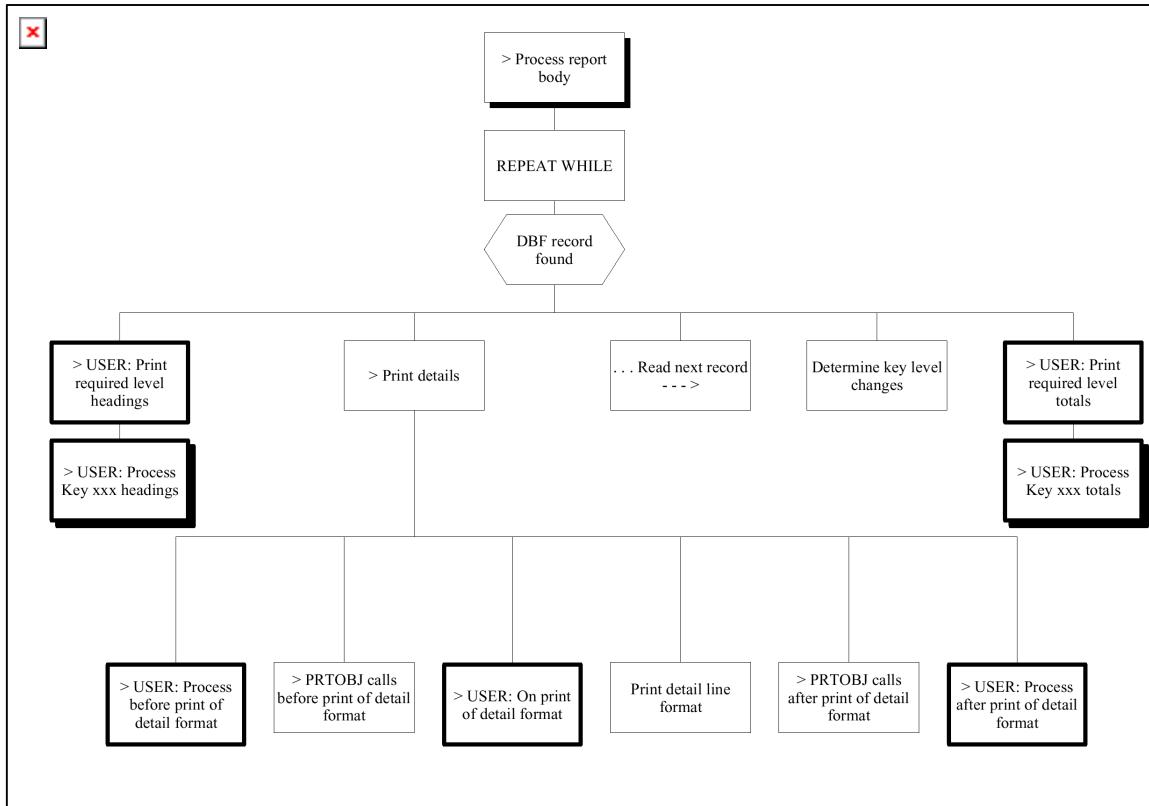 > Process report
body
REPEAT WHILE
DBF record
found
> USER: Print
required level
headings
> Print details
. . . Read next record
- - - >
Determine key level
changes
> USER: Print
required level
totals
> USER: Process
Key xxx headings
> USER: Process
Key xxx totals
> USER: Process
before print of
detail format
> PRTOBJ calls
before print of detail
format
> USER: On print
of detail format
Print detail line
format
> PRTOBJ calls
after print of detail
format
> USER: Process
after print of detail
format